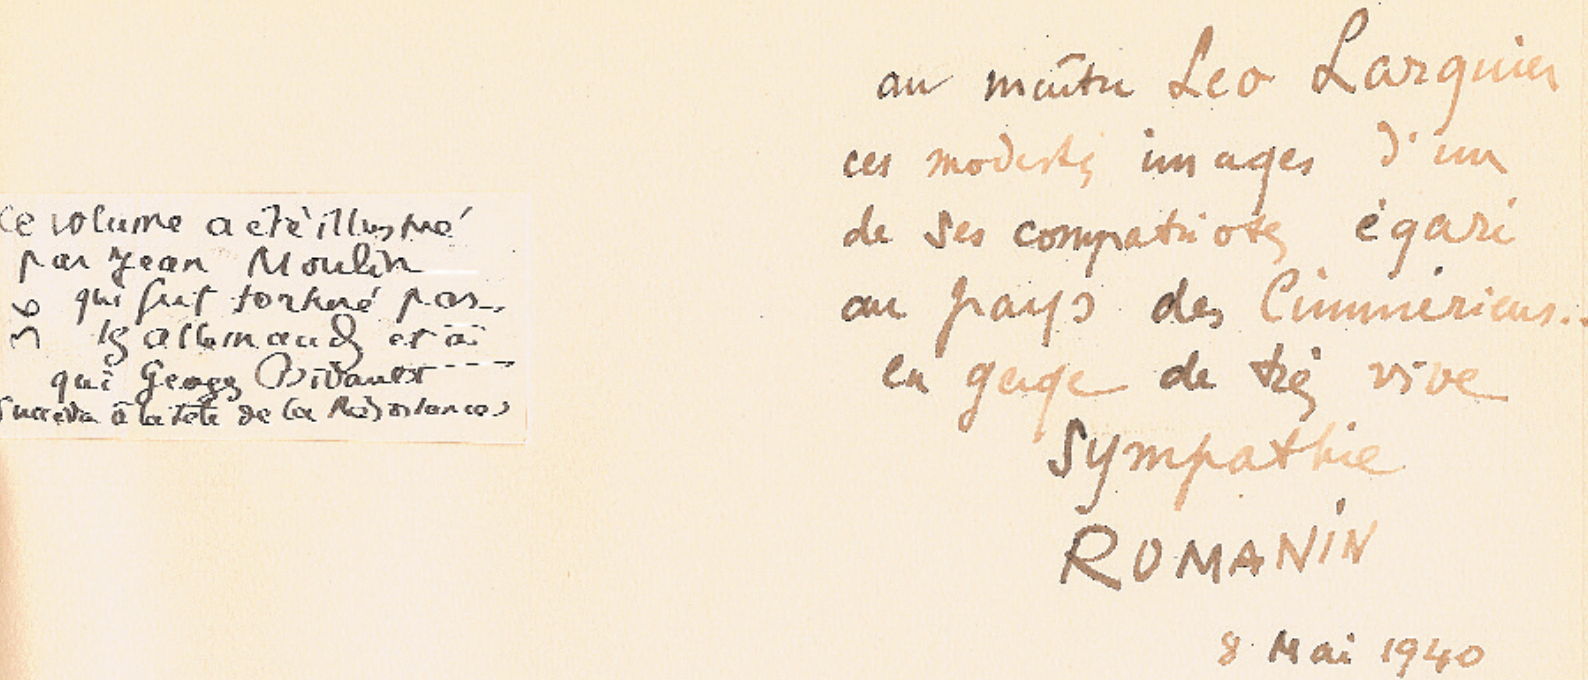 Ce volume a été illustré
par Jean Moulin
qui fut torturé par
les allemands et à
qui Georges Bidault
succéda à la tête de la Résistance
36
au maître Leo Larguier
ces modestes images d'un
de ses compatriotes égaré
au pays des Cimmériens..
en gage de très vive
Sympathie
ROMANIN
8 Mai 1940